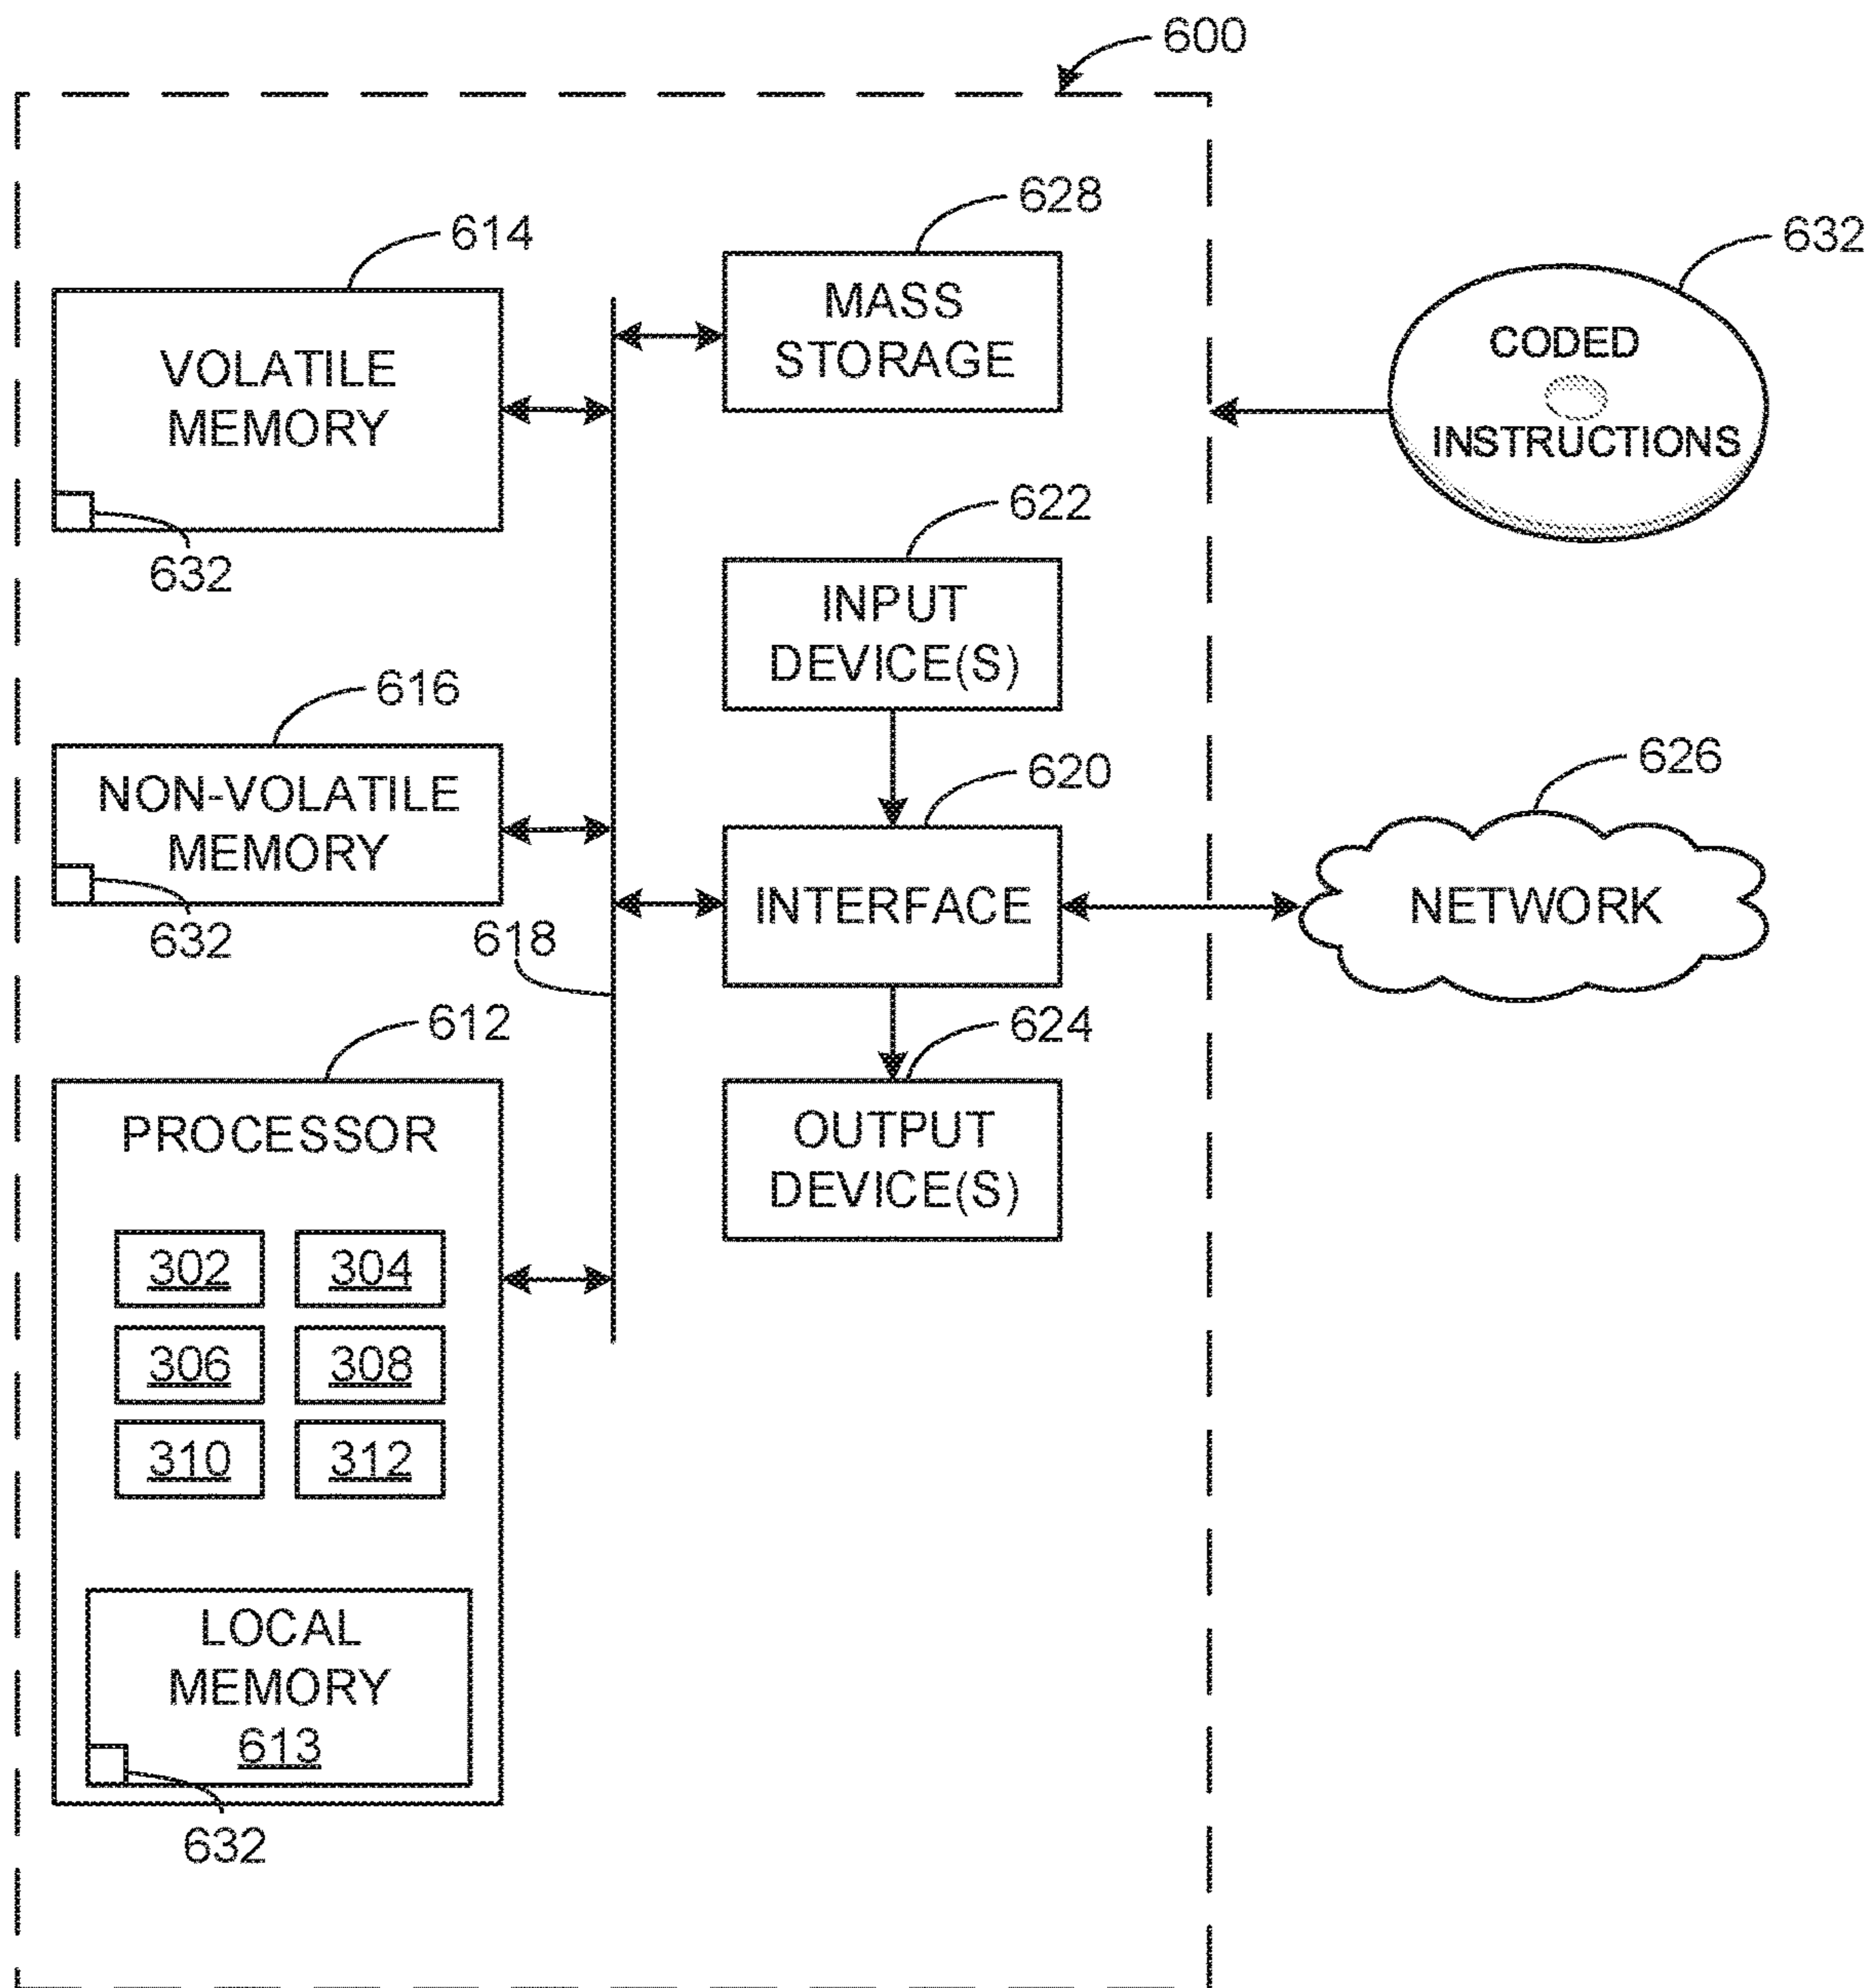 600
628
614
632
MASS
STORAGE
VOLATILE
MEMORY
CODED
INSTRUCTIONS
632
622
INPUT
DEVICE(S)
616
620
626
NON-VOLATILE
MEMORY
INTERFACE
NETWORK
632
618
612
624
PROCESSOR
OUTPUT
DEVICE(S)
302
304
306
308
310
312
LOCAL
MEMORY
613
632